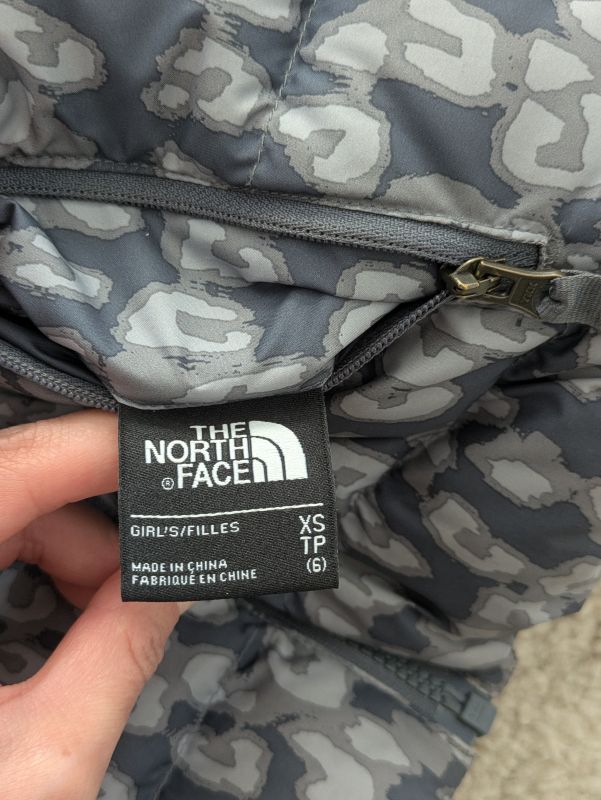 THE
NORTH
FACE
®
GIRL'S/FILLES
XS
TP
(6)
MADE IN CHINA
FABRIQUÉ EN CHINE